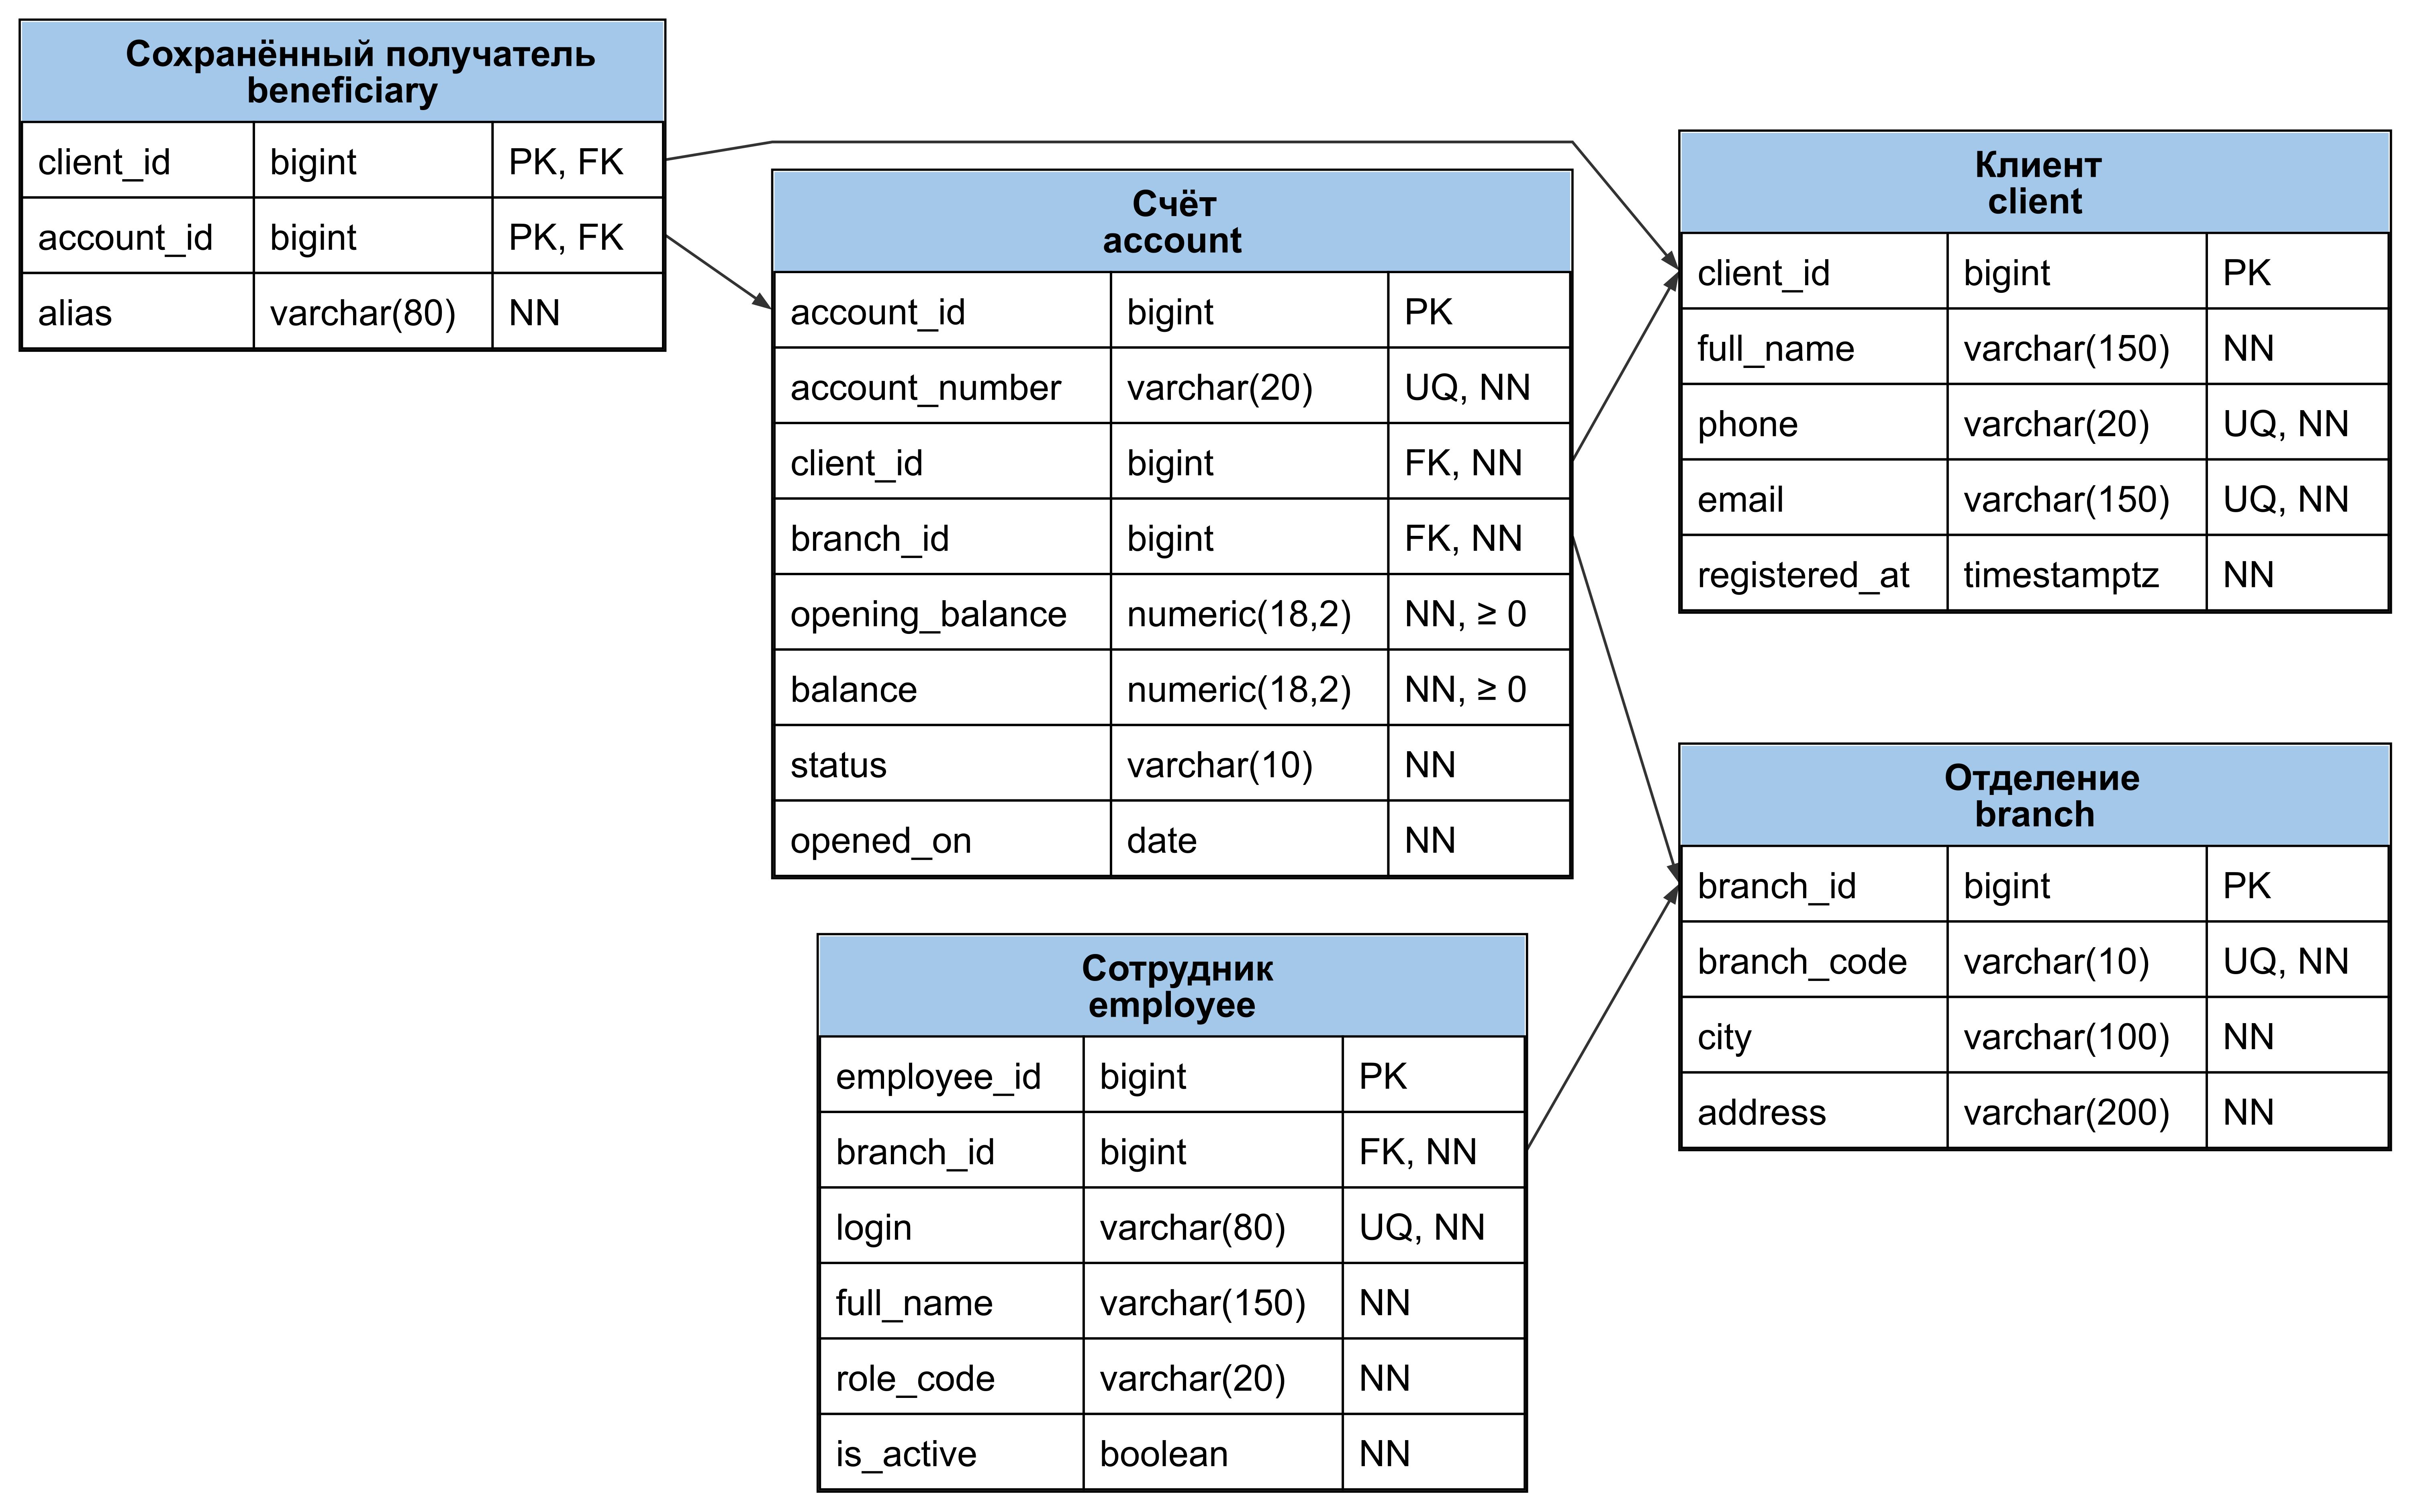 Сохранённый получатель
beneficiary
client_id bigint PK, FK
account_id bigint PK, FK
alias varchar(80) NN
Счёт
account
account_id bigint PK
account_number varchar(20) UQ, NN
client_id bigint FK, NN
branch_id bigint FK, NN
opening_balance numeric(18,2) NN, ≥ 0
balance numeric(18,2) NN, ≥ 0
status varchar(10) NN
opened_on date NN
Клиент
client
client_id bigint PK
full_name varchar(150) NN
phone varchar(20) UQ, NN
email varchar(150) UQ, NN
registered_at timestamptz NN
Отделение
branch
branch_id bigint PK
branch_code varchar(10) UQ, NN
city varchar(100) NN
address varchar(200) NN
Сотрудник
employee
employee_id bigint PK
branch_id bigint FK, NN
login varchar(80) UQ, NN
full_name varchar(150) NN
role_code varchar(20) NN
is_active boolean NN